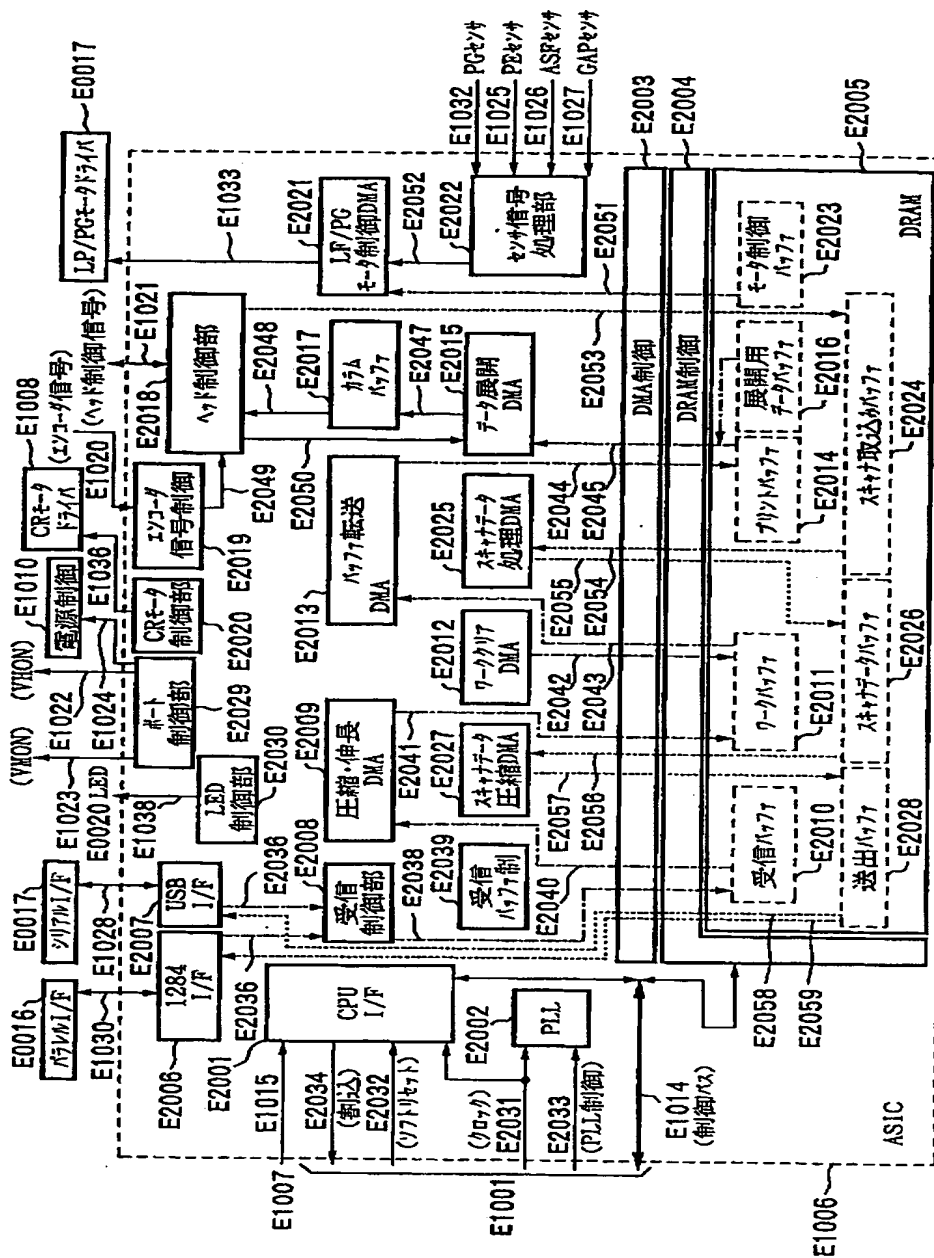 E0016
パラレルI/F
E1030
E0017
シリアルI/F
E1028
E2007
E1023
(VMON)
E0020 LED
E1038
E1022
(VHON)
E1024
E1010
電源制御
E1036
E1008
CRモータ
ドライバ
E1020
(エンコーダ信号)
(ヘッド制御信号)
E1021
E2018
E0017
LP/PGモータドライバ
E1033
E2006
1284
I/F
USB
I/F
LED
制御部
E2030
ポート
制御部
E2029
CRモータ
制御部
E2020
エンコーダ
信号制御
E2019
ヘッド制御部
LF/PG
モータ制御DMA
E2021
E2036
E2036
E2008
E2049
E2048
E2052
E2022
E1032
PGセンサ
E1025
PEセンサ
E1026
ASFセンサ
E1027
GAPセンサ
E2001
CPU
I/F
受信
制御部
E2038
圧縮・伸長
DMA
E2009
E2013
バッファ転送
DMA
E2050
カラム
バッファ
E2017
センサ信号
処理部
E2047
E2015
E2051
E1007
E1015
E2034
(割込)
E2032
(ソフトリセット)
受信
バッファ制
E2039
E2041
E2027
スキャナデータ
圧縮DMA
E2012
ワーククリア
DMA
E2025
スキャナデータ
処理DMA
データ展開
DMA
E1001
E2002
PLL
(クロック)
E2031
E2033
(PLL制御)
E2040
E2057
E2056
E2042
E2043
E2055
E2054
E2044
E2045
E2053
E2003
DMA制御
E2004
DRAM制御
E1014
(制御バス)
E2005
DRAM
受信バッファ
E2010
ワークバッファ
E2011
プリントバッファ
E2014
展開用
データバッファ
E2016
モータ制御
バッファ
E2023
E2058
E2059
送出バッファ
E2028
スキャナデータバッファ
E2026
スキャナ取込みバッファ
E2024
ASIC
E1006